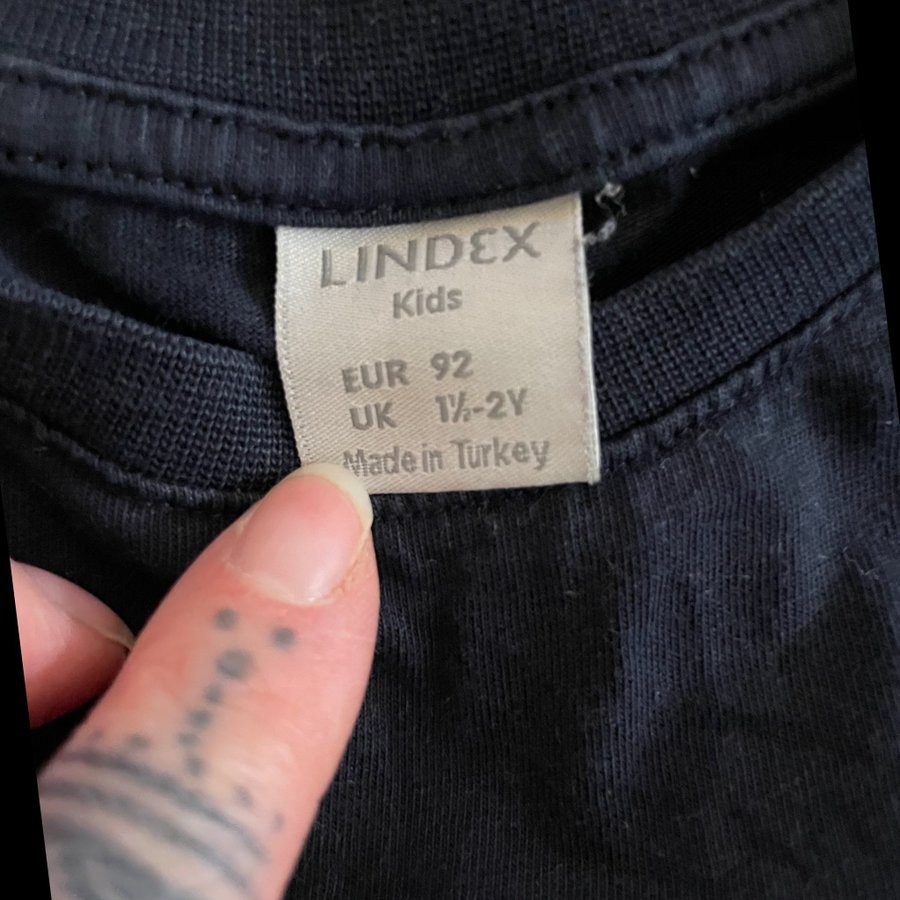 LINDEX
Kids
EUR 92
UK 1½-2Y
Made in Turkey